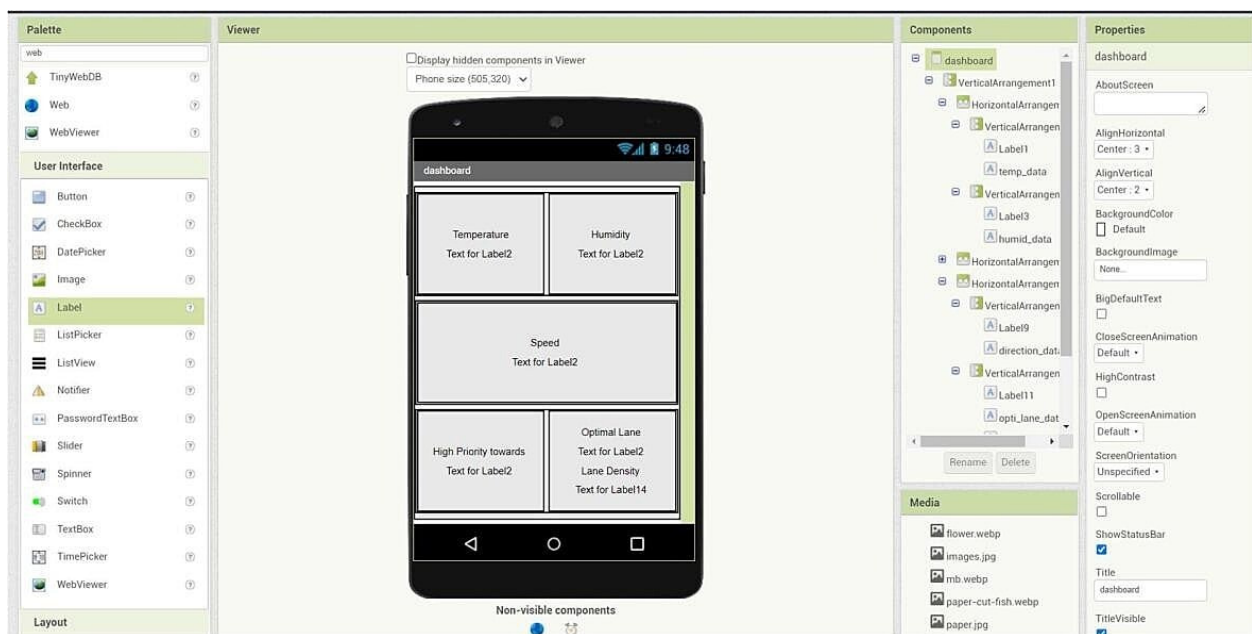 Palette
web
TinyWebDB
Web
WebViewer
User Interface
Button
CheckBox
DatePicker
Image
Label
ListPicker
ListView
Notifier
PasswordTextBox
Slider
Spinner
Switch
TextBox
TimePicker
WebViewer
Layout
Viewer
Display hidden components in Viewer
Phone size (505,320)
9:48
dashboard
Temperature
Text for Label2
Humidity
Text for Label2
Speed
Text for Label2
High Priority towards
Text for Label2
Optimal Lane
Text for Label2
Lane Density
Text for Label14
Non-visible components
Components
dashboard
VerticalArrangement1
HorizontalArrangen
VerticalArrangen
Label1
temp_data
VerticalArrangen
Label3
humid_data
HorizontalArrangen
HorizontalArrangen
VerticalArrangen
Label9
direction_data
VerticalArrangen
Label11
opti_lane_dat
Rename Delete
Media
flower.webp
images.jpg
mb.webp
paper-cut-fish.webp
paper.jpg
Properties
dashboard
AboutScreen
AlignHorizontal
Center : 3
AlignVertical
Center : 2
BackgroundColor
Default
BackgroundImage
None...
BigDefaultText
CloseScreenAnimation
Default
HighContrast
OpenScreenAnimation
Default
ScreenOrientation
Unspecified
Scrollable
ShowStatusBar
Title
dashboard
TitleVisible